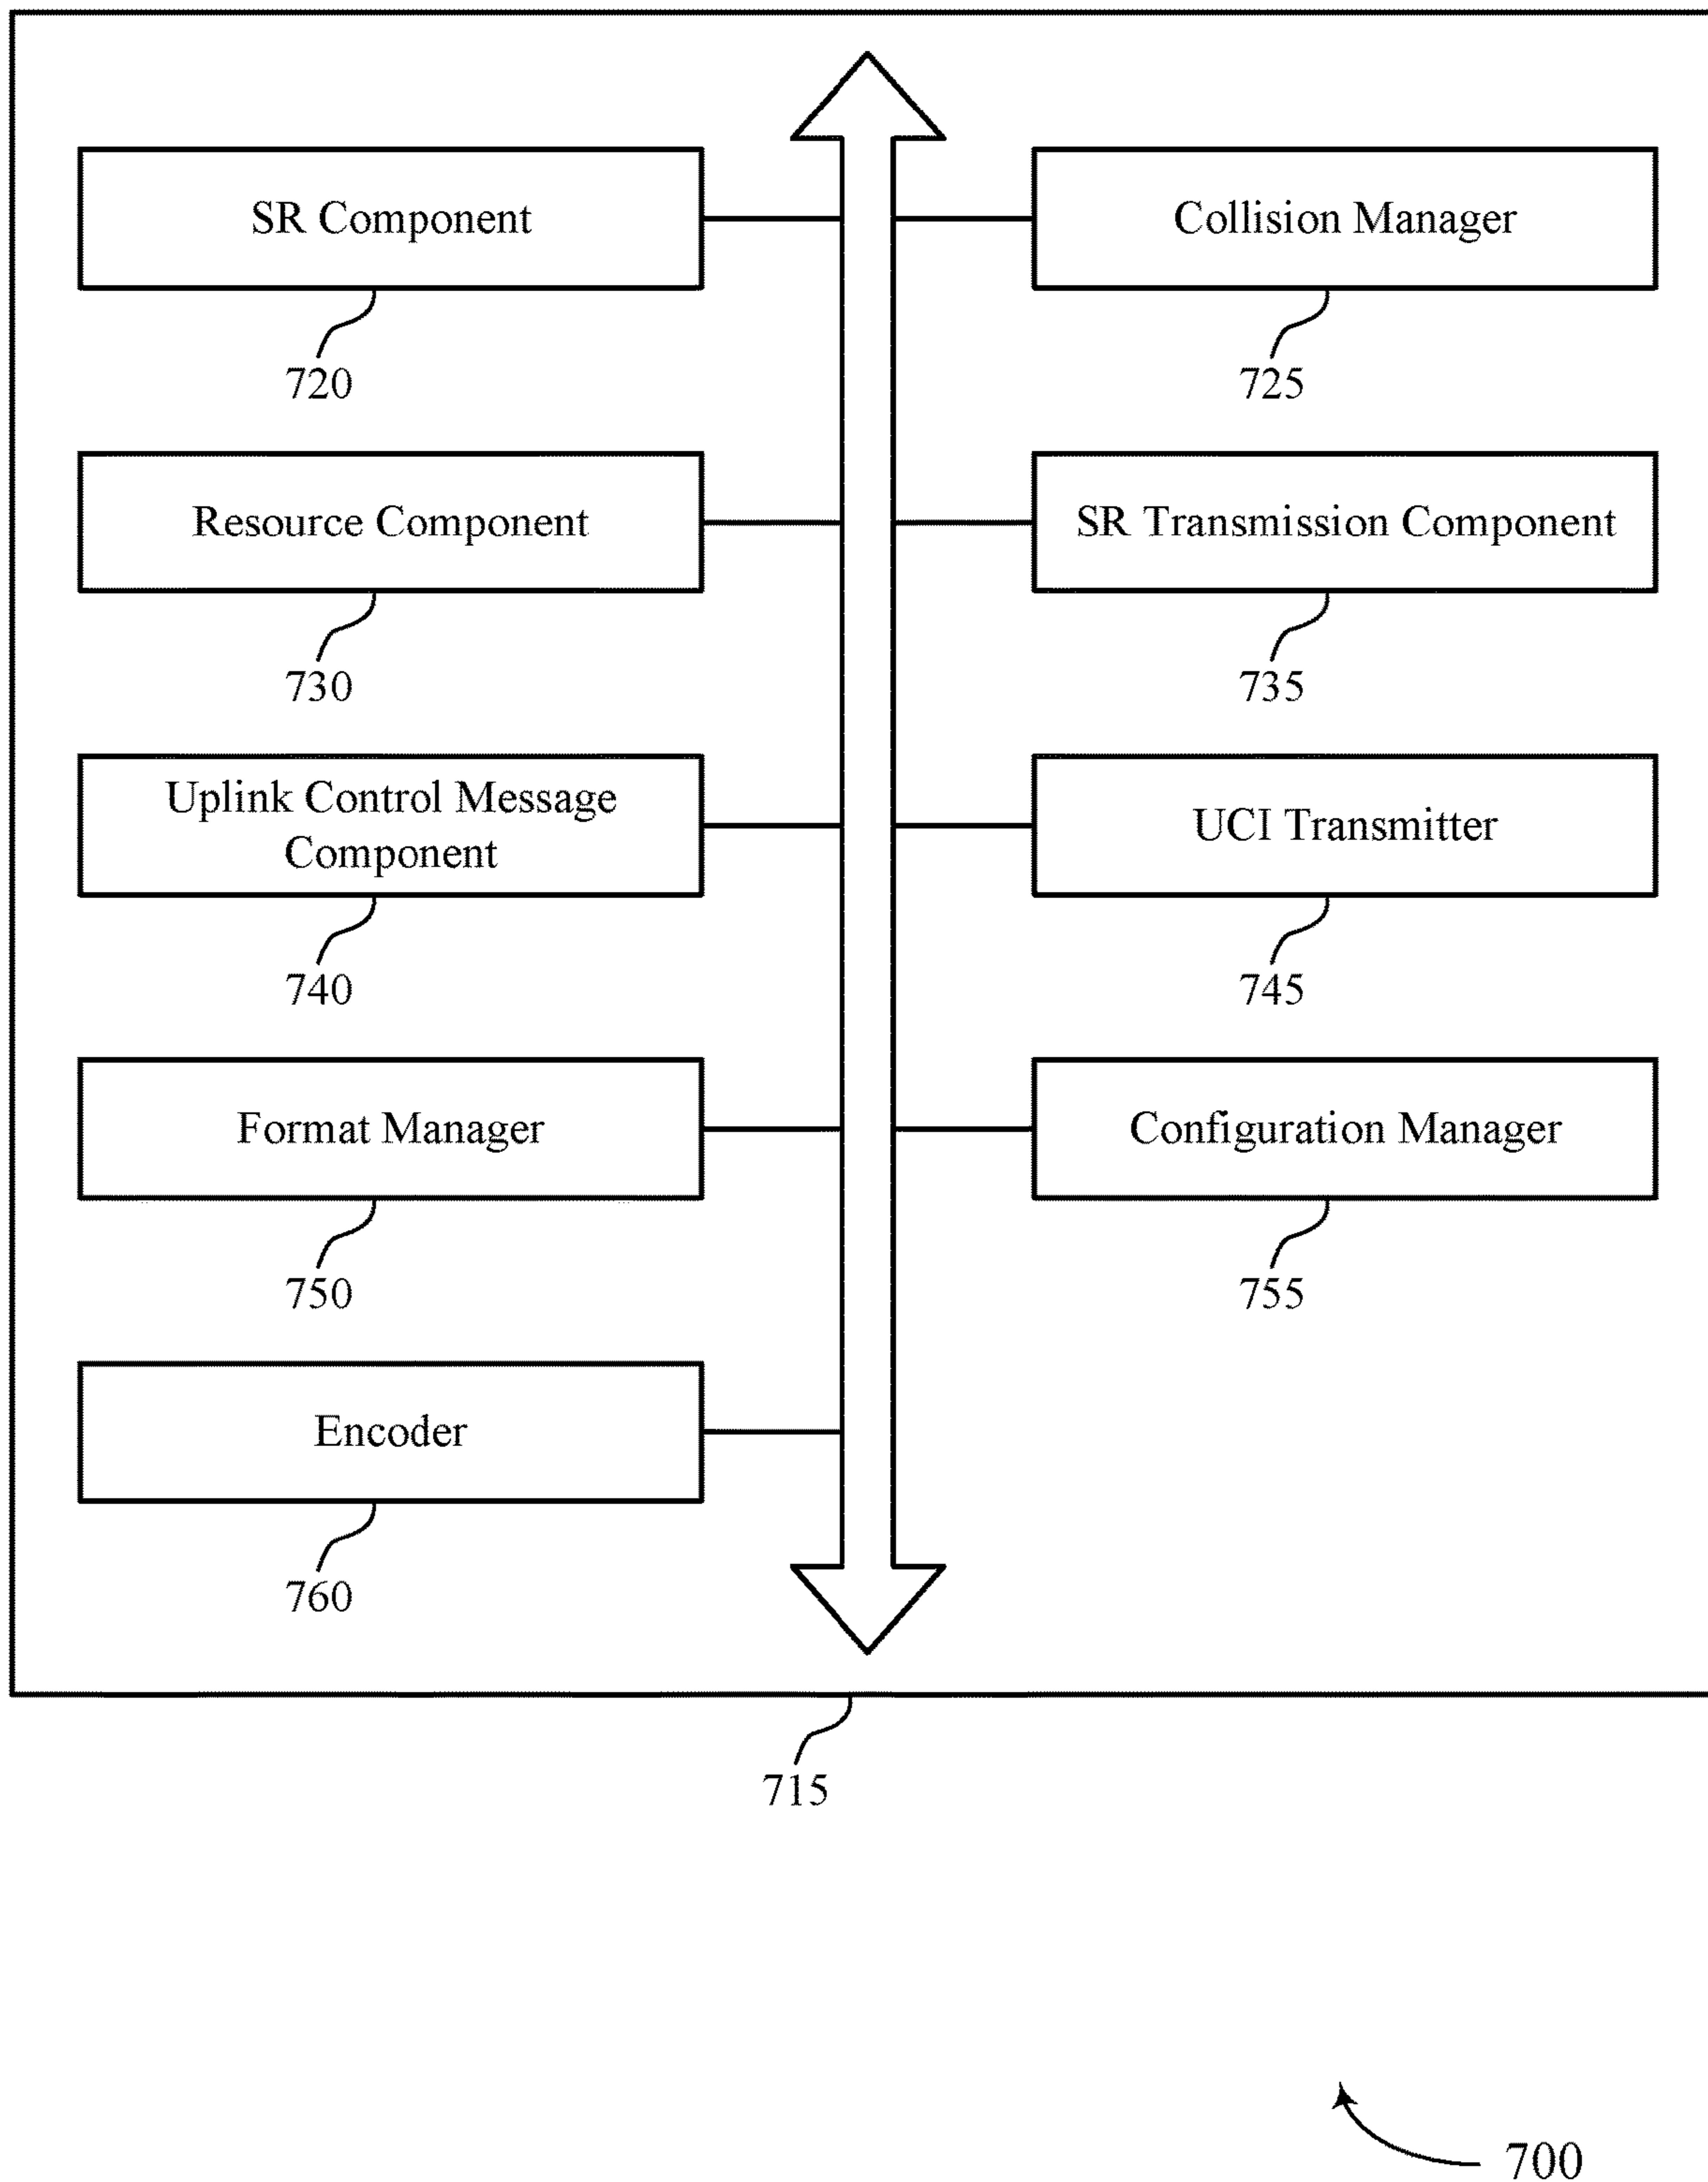 SR Component
Collision Manager
720
725
Resource Component
SR Transmission Component
730
735
Uplink Control Message
Component
UCI Transmitter
740
745
Format Manager
Configuration Manager
750
755
Encoder
760
715
700